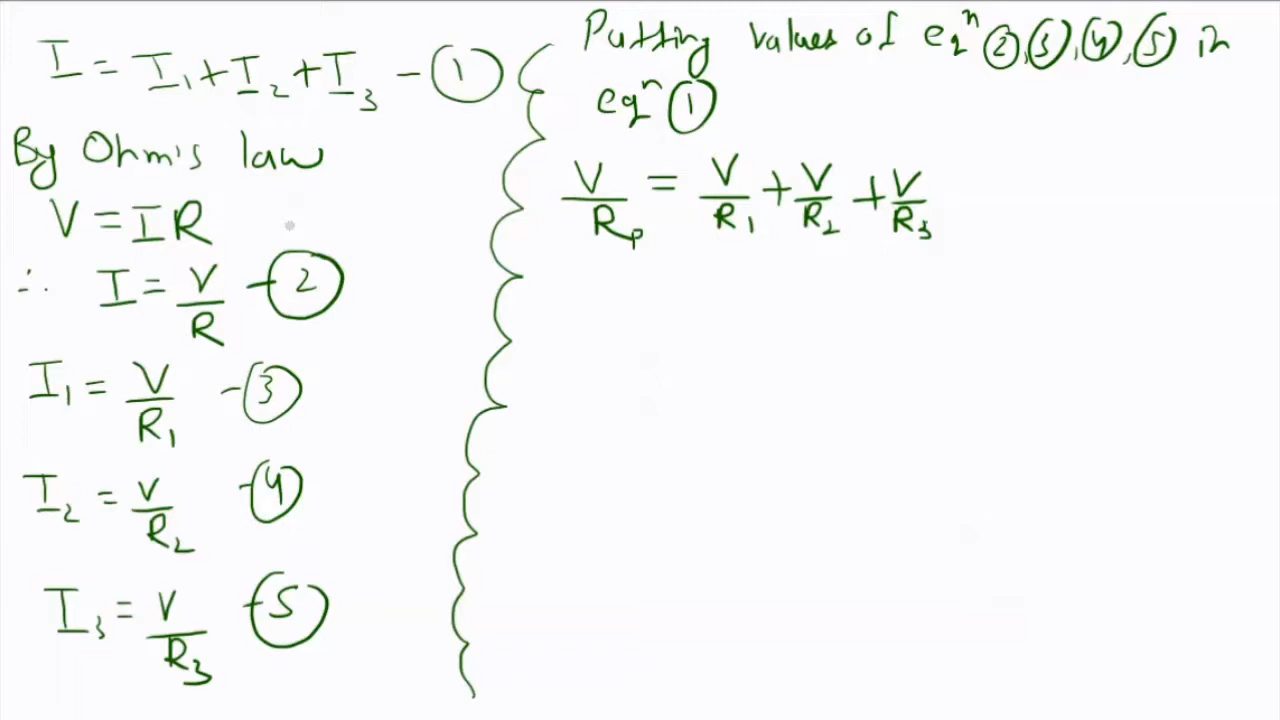 I = I₁ + I₂ + I₃ - ①
By Ohm's law
V = IR
∴ I = V/R - ②
I₁ = V/R₁ - ③
I₂ = V/R₂ - ④
I₃ = V/R₃ - ⑤
Putting values of eqⁿ ②,③,④,⑤ in
eqⁿ ①
V/Rₚ = V/R₁ + V/R₂ + V/R₃